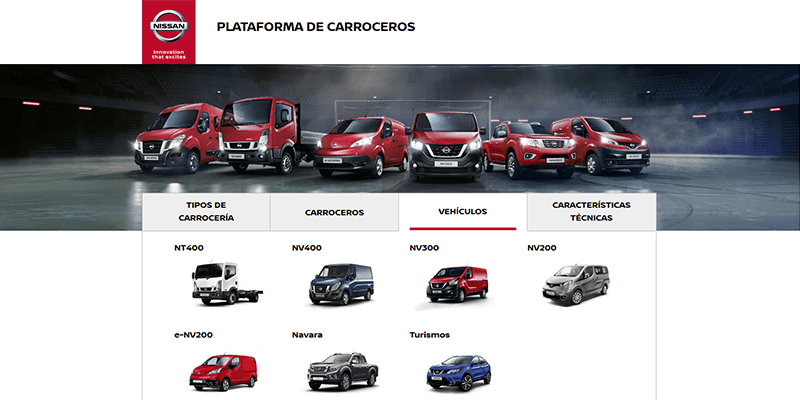 NISSAN
Innovation
that excites
PLATAFORMA DE CARROCEROS
TIPOS DE
CARROCERÍA
CARROCEROS
VEHÍCULOS
CARACTERÍSTICAS
TÉCNICAS
NT400
NV400
NV300
NV200
e-NV200
Navara
Turismos